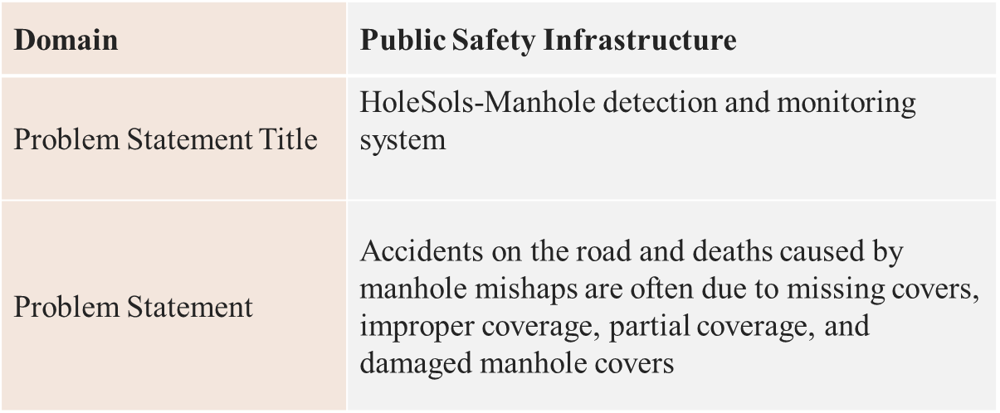 Domain
Public Safety Infrastructure
Problem Statement Title
HoleSols-Manhole detection and monitoring
system
Problem Statement
Accidents on the road and deaths caused by
manhole mishaps are often due to missing covers,
improper coverage, partial coverage, and
damaged manhole covers